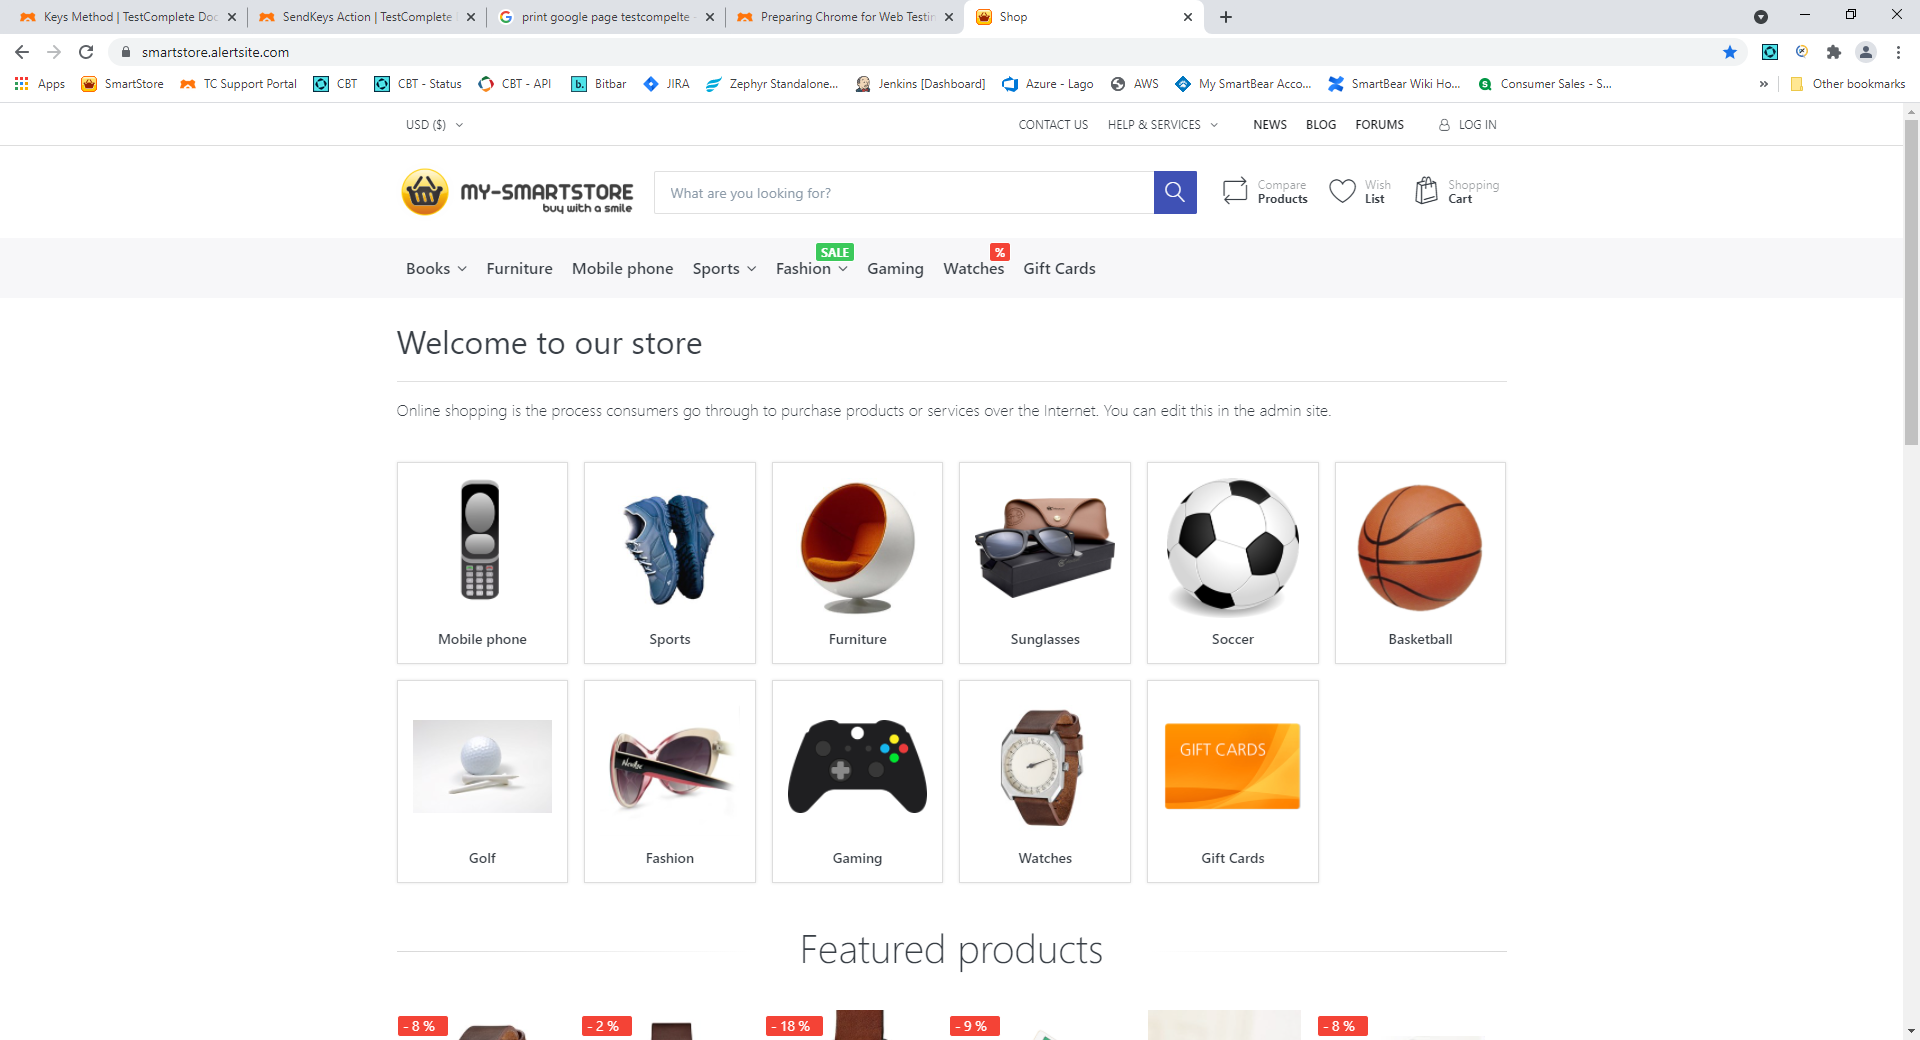 Keys Method | TestComplete Doc
SendKeys Action | TestComplete
print google page testcompelte -
Preparing Chrome for Web Testin
Shop
smartstore.alertsite.com
Apps
SmartStore
TC Support Portal
CBT
CBT - Status
CBT - API
b.
Bitbar
JIRA
Zephyr Standalone...
Jenkins [Dashboard]
Azure - Lago
AWS
My SmartBear Acco...
SmartBear Wiki Ho...
Consumer Sales - S...
»
Other bookmarks
USD ($)
CONTACT US
HELP & SERVICES
NEWS
BLOG
FORUMS
LOG IN
MY-SMARTSTORE
buy with a smile
What are you looking for?
Compare
Products
Wish
List
Shopping
Cart
SALE
%
Books
Furniture
Mobile phone
Sports
Fashion
Gaming
Watches
Gift Cards
Welcome to our store
Online shopping is the process consumers go through to purchase products or services over the Internet. You can edit this in the admin site.
Mobile phone
Sports
Furniture
Sunglasses
Soccer
Basketball
GIFT CARDS
Golf
Fashion
Gaming
Watches
Gift Cards
Featured products
- 8 %
- 2 %
- 18 %
- 9 %
- 8 %